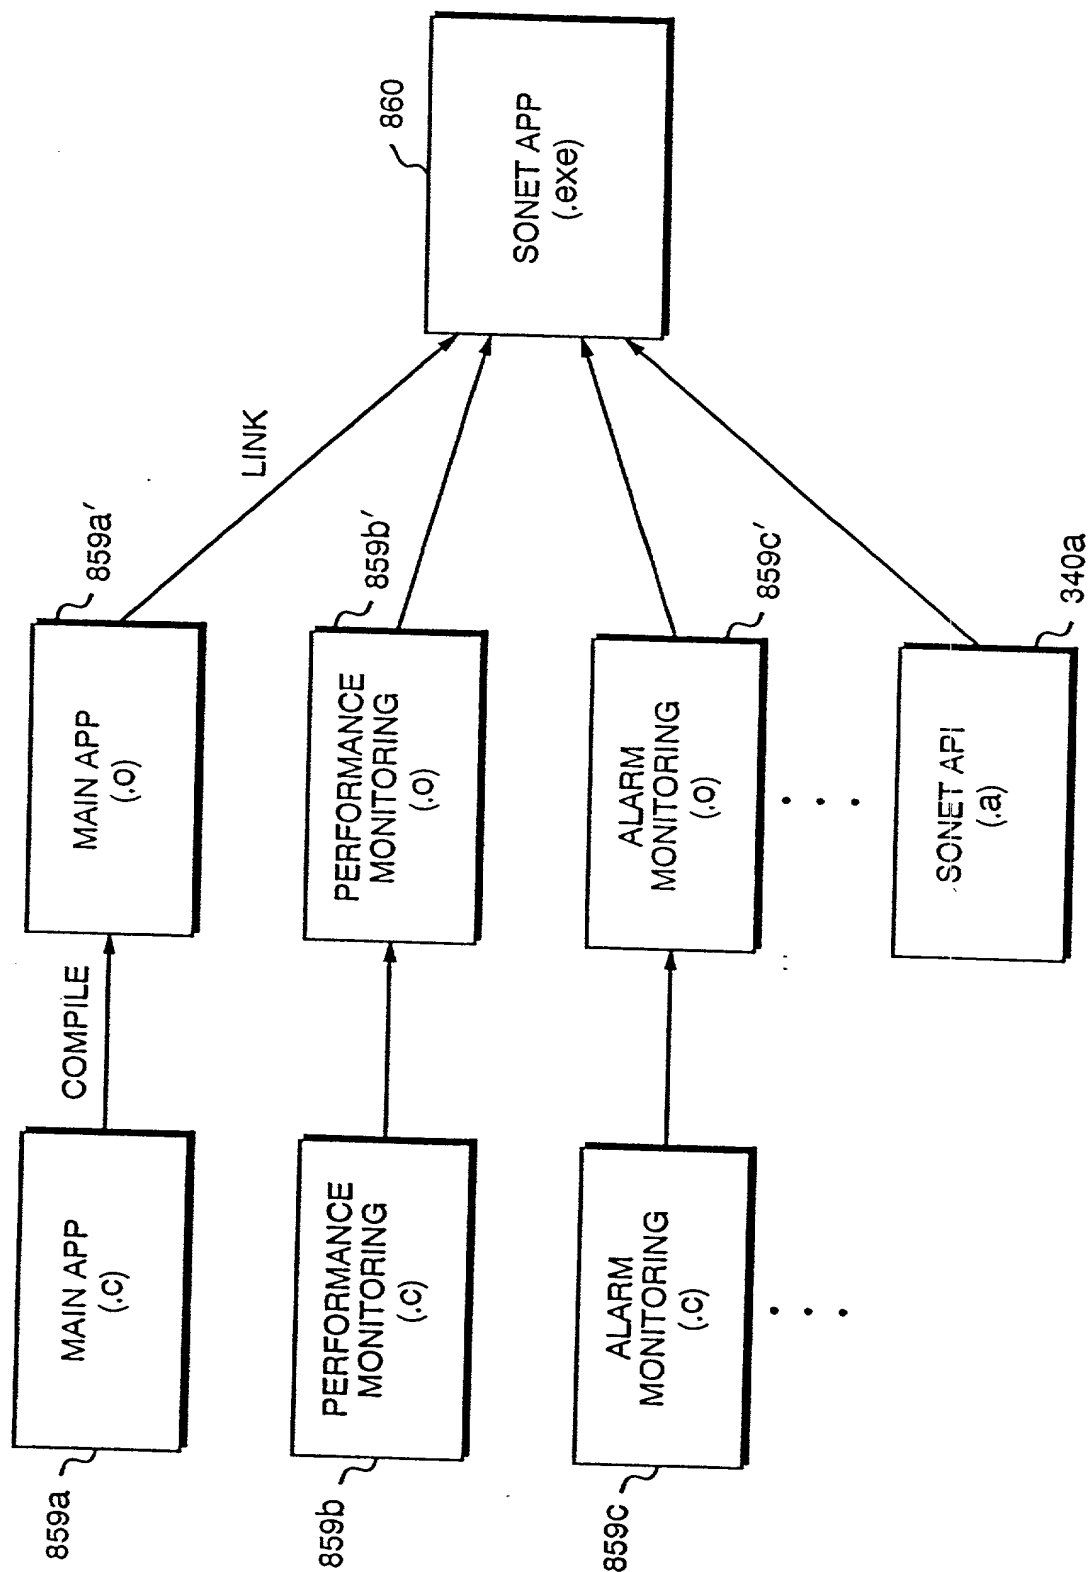 859a
MAIN APP
(.c)
COMPILE
859a'
MAIN APP
(.o)
LINK
859b
PERFORMANCE
MONITORING
(.c)
859b'
PERFORMANCE
MONITORING
(.o)
859c
ALARM
MONITORING
(.c)
859c'
ALARM
MONITORING
(.o)
340a
SONET API
(.a)
860
SONET APP
(.exe)